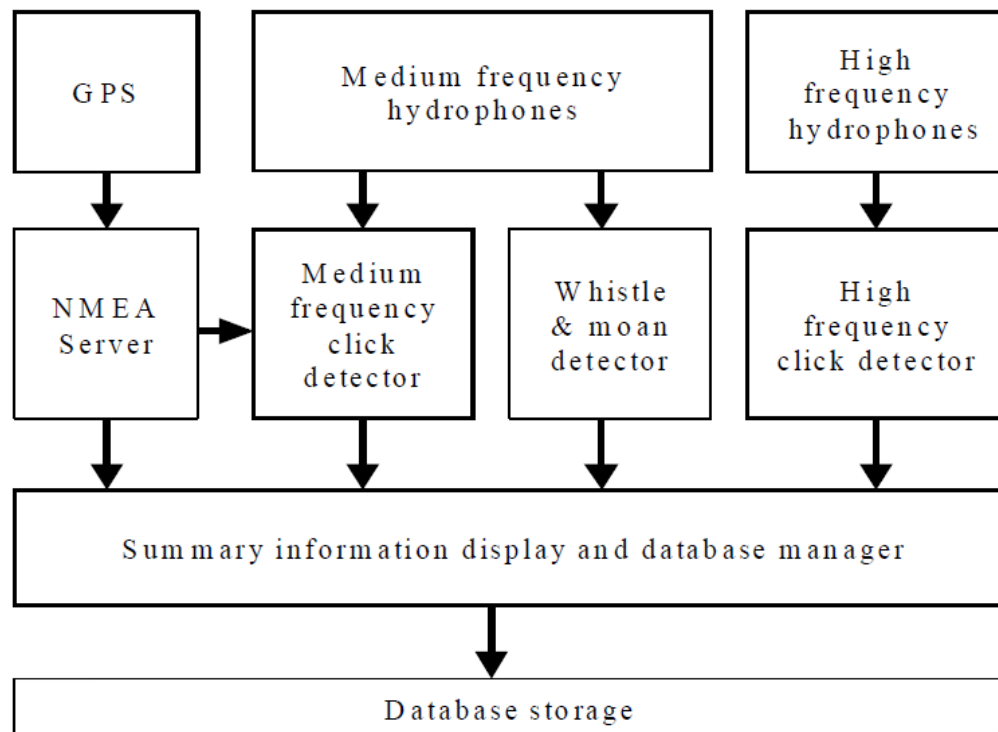 GPS
Medium frequency
hydrophones
High
frequency
hydrophones
NMEA
Server
Medium
frequency
click
detector
Whistle
& moan
detector
High
frequency
click detector
Summary information display and database manager
Database storage